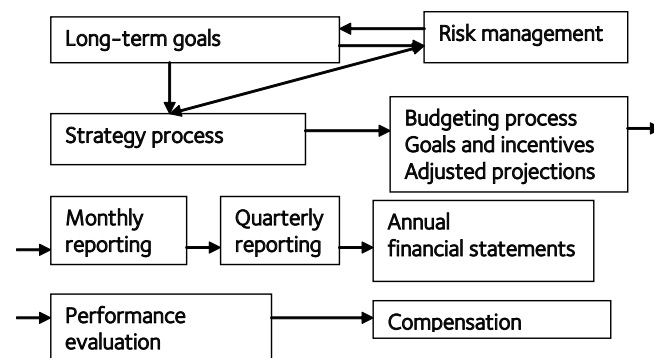 Long-term goals
Risk management
Strategy process
Budgeting process
Goals and incentives
Adjusted projections
Monthly
reporting
Quarterly
reporting
Annual
financial statements
Performance
evaluation
Compensation